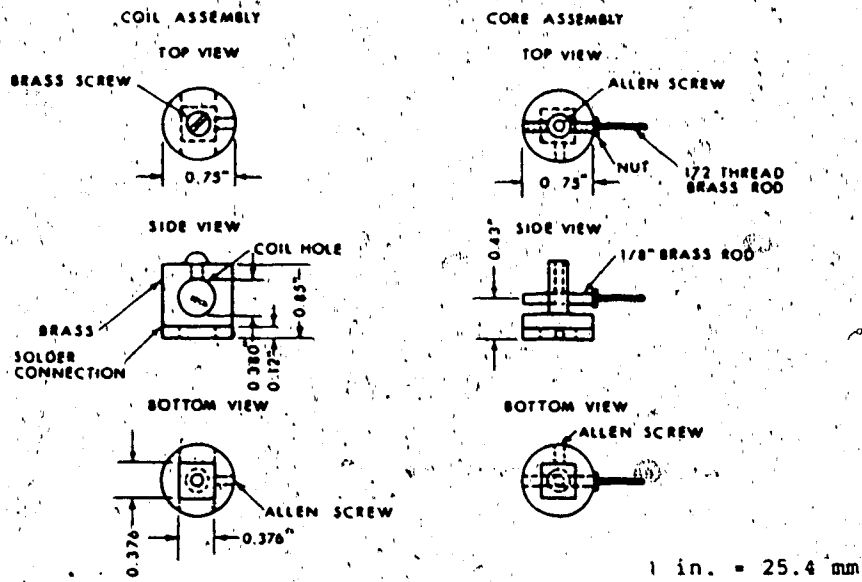 COIL ASSEMBLY
TOP VIEW
BRASS SCREW
0.75"
SIDE VIEW
COIL HOLE
BRASS
SOLDER
CONNECTION
0.380"
0.12"
0.85"
BOTTOM VIEW
ALLEN SCREW
0.376
0.376"
CORE ASSEMBLY
TOP VIEW
ALLEN SCREW
NUT
1/2 THREAD
BRASS ROD
0.75"
SIDE VIEW
0.43"
1/8" BRASS ROD
BOTTOM VIEW
ALLEN SCREW
1 in. = 25.4 mm